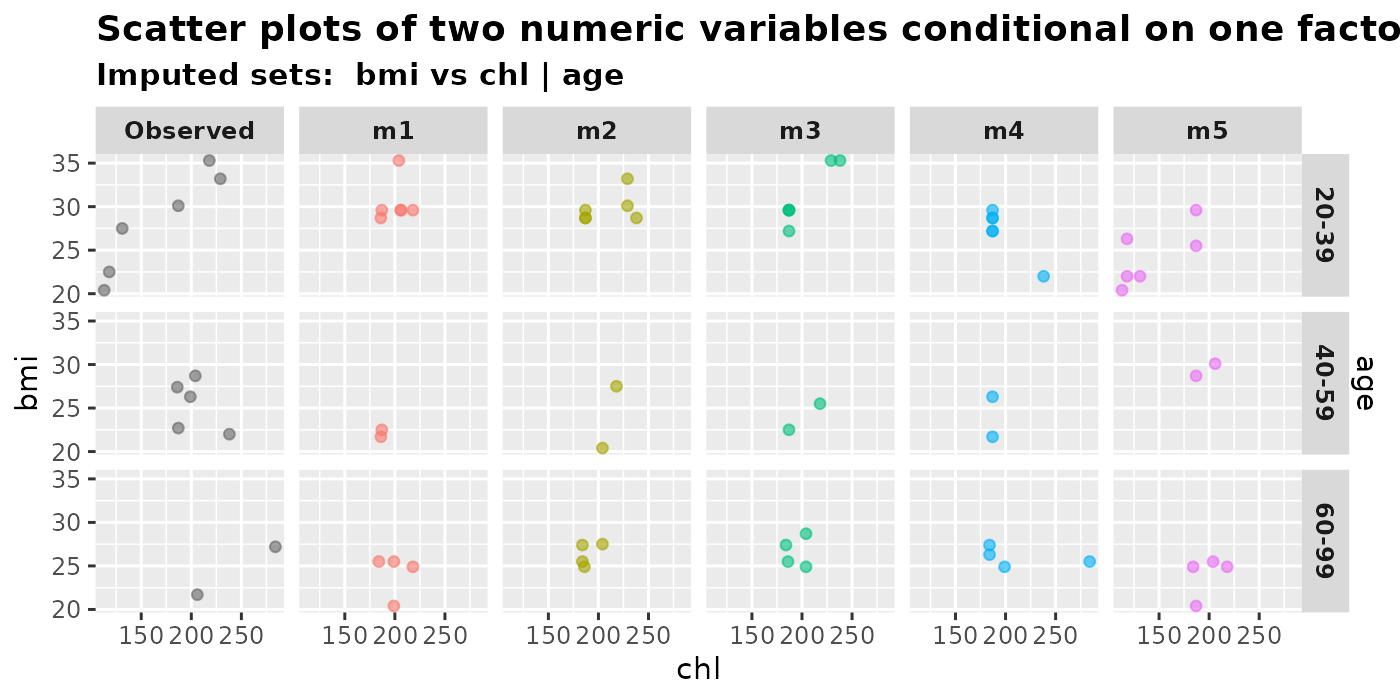 Scatter plots of two numeric variables conditional on one facto
Imputed sets:  bmi vs chl | age
Observed m1 m2 m3 m4 m5
35
30
25
20
20-39
35
30
25
20
40-59
35
30
25
20
60-99
bmi
age
150 200 250 150 200 250 150 200 250 150 200 250 150 200 250 150 200 250
chl